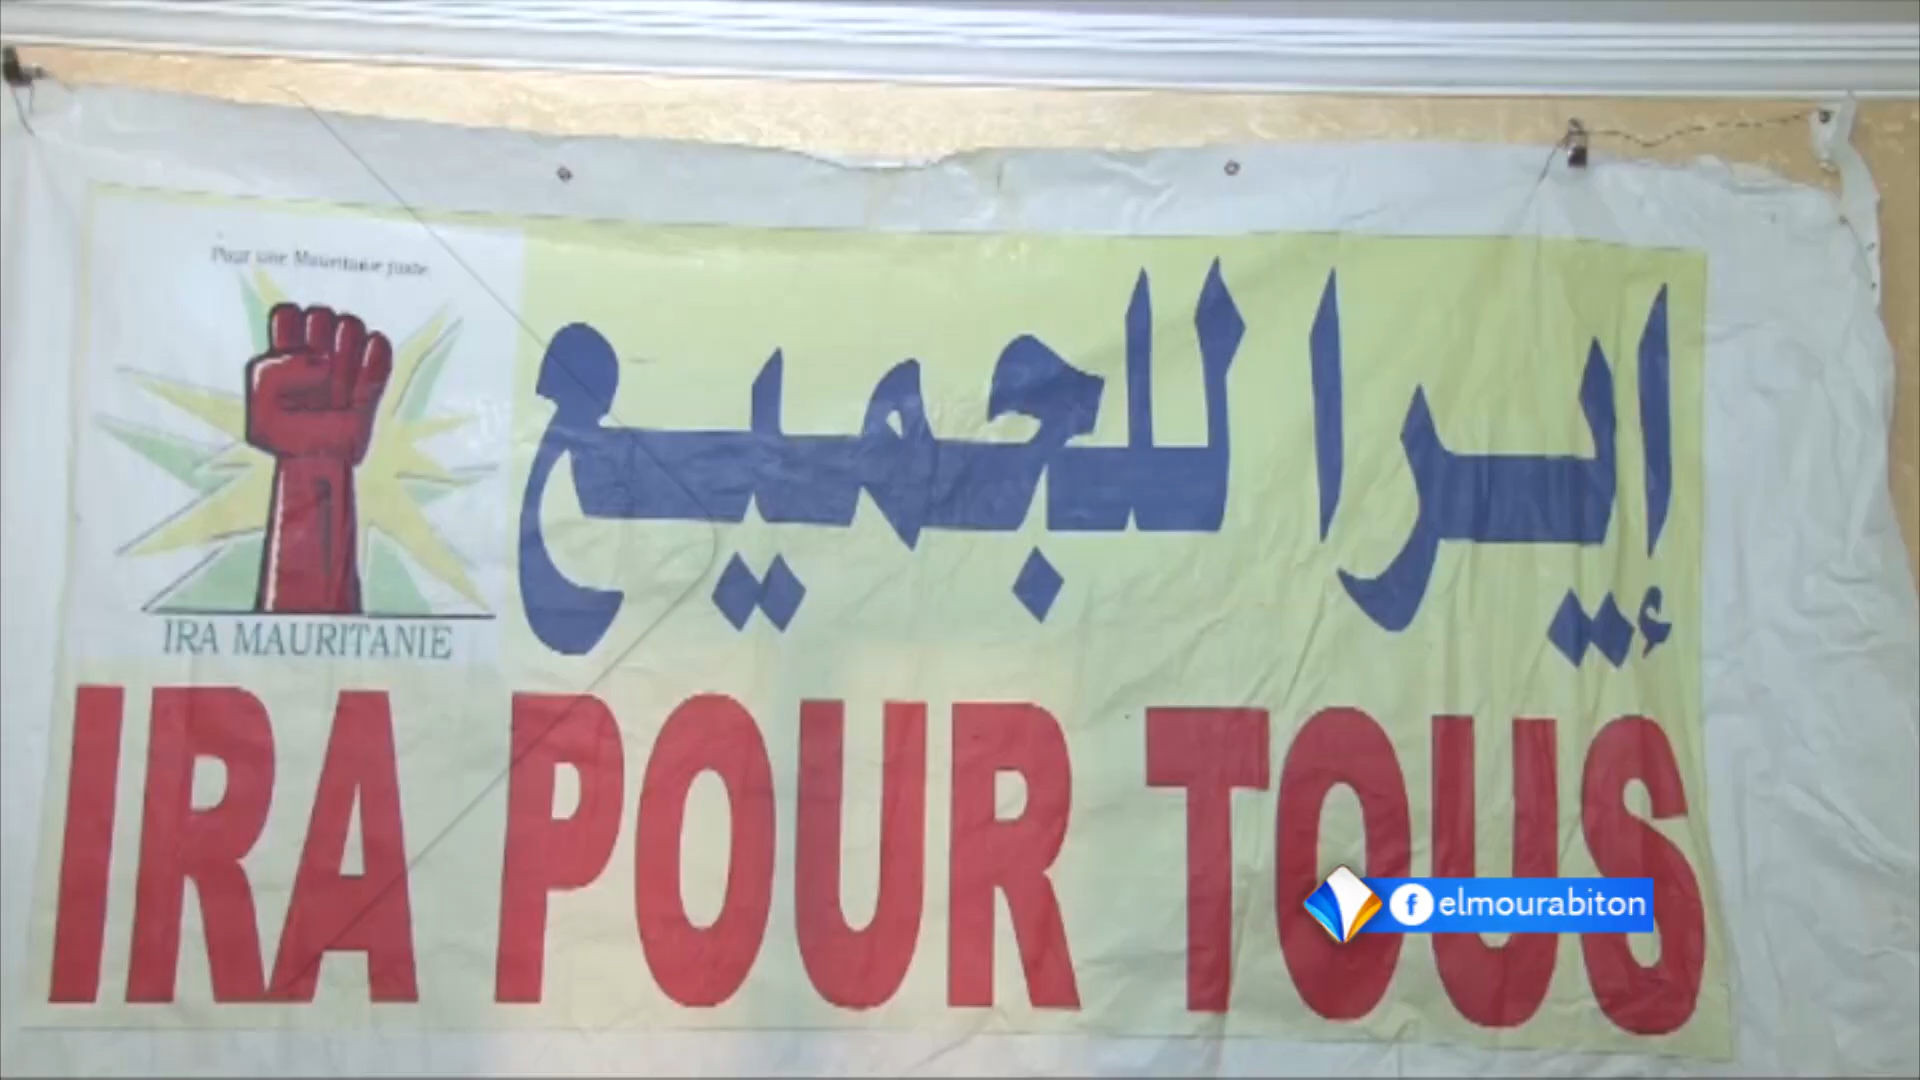 Pour une Mauritanie juste
إيرا للجميع
IRA MAURITANIE
IRA POUR TOUS
elmourabiton